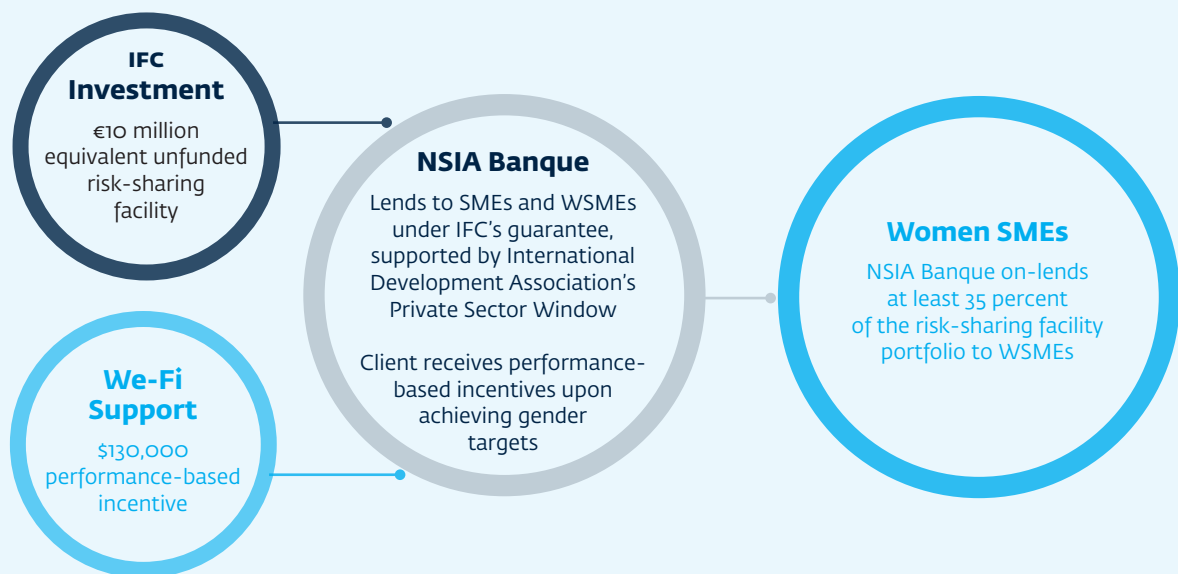 IFC
Investment
€10 million
equivalent unfunded
risk-sharing
facility
We-Fi
Support
$130,000
performance-based
incentive
NSIA Banque
Lends to SMEs and WSMEs
under IFC's guarantee,
supported by International
Development Association's
Private Sector Window
Client receives performance-
based incentives upon
achieving gender
targets
Women SMEs
NSIA Banque on-lends
at least 35 percent
of the risk-sharing facility
portfolio to WSMEs